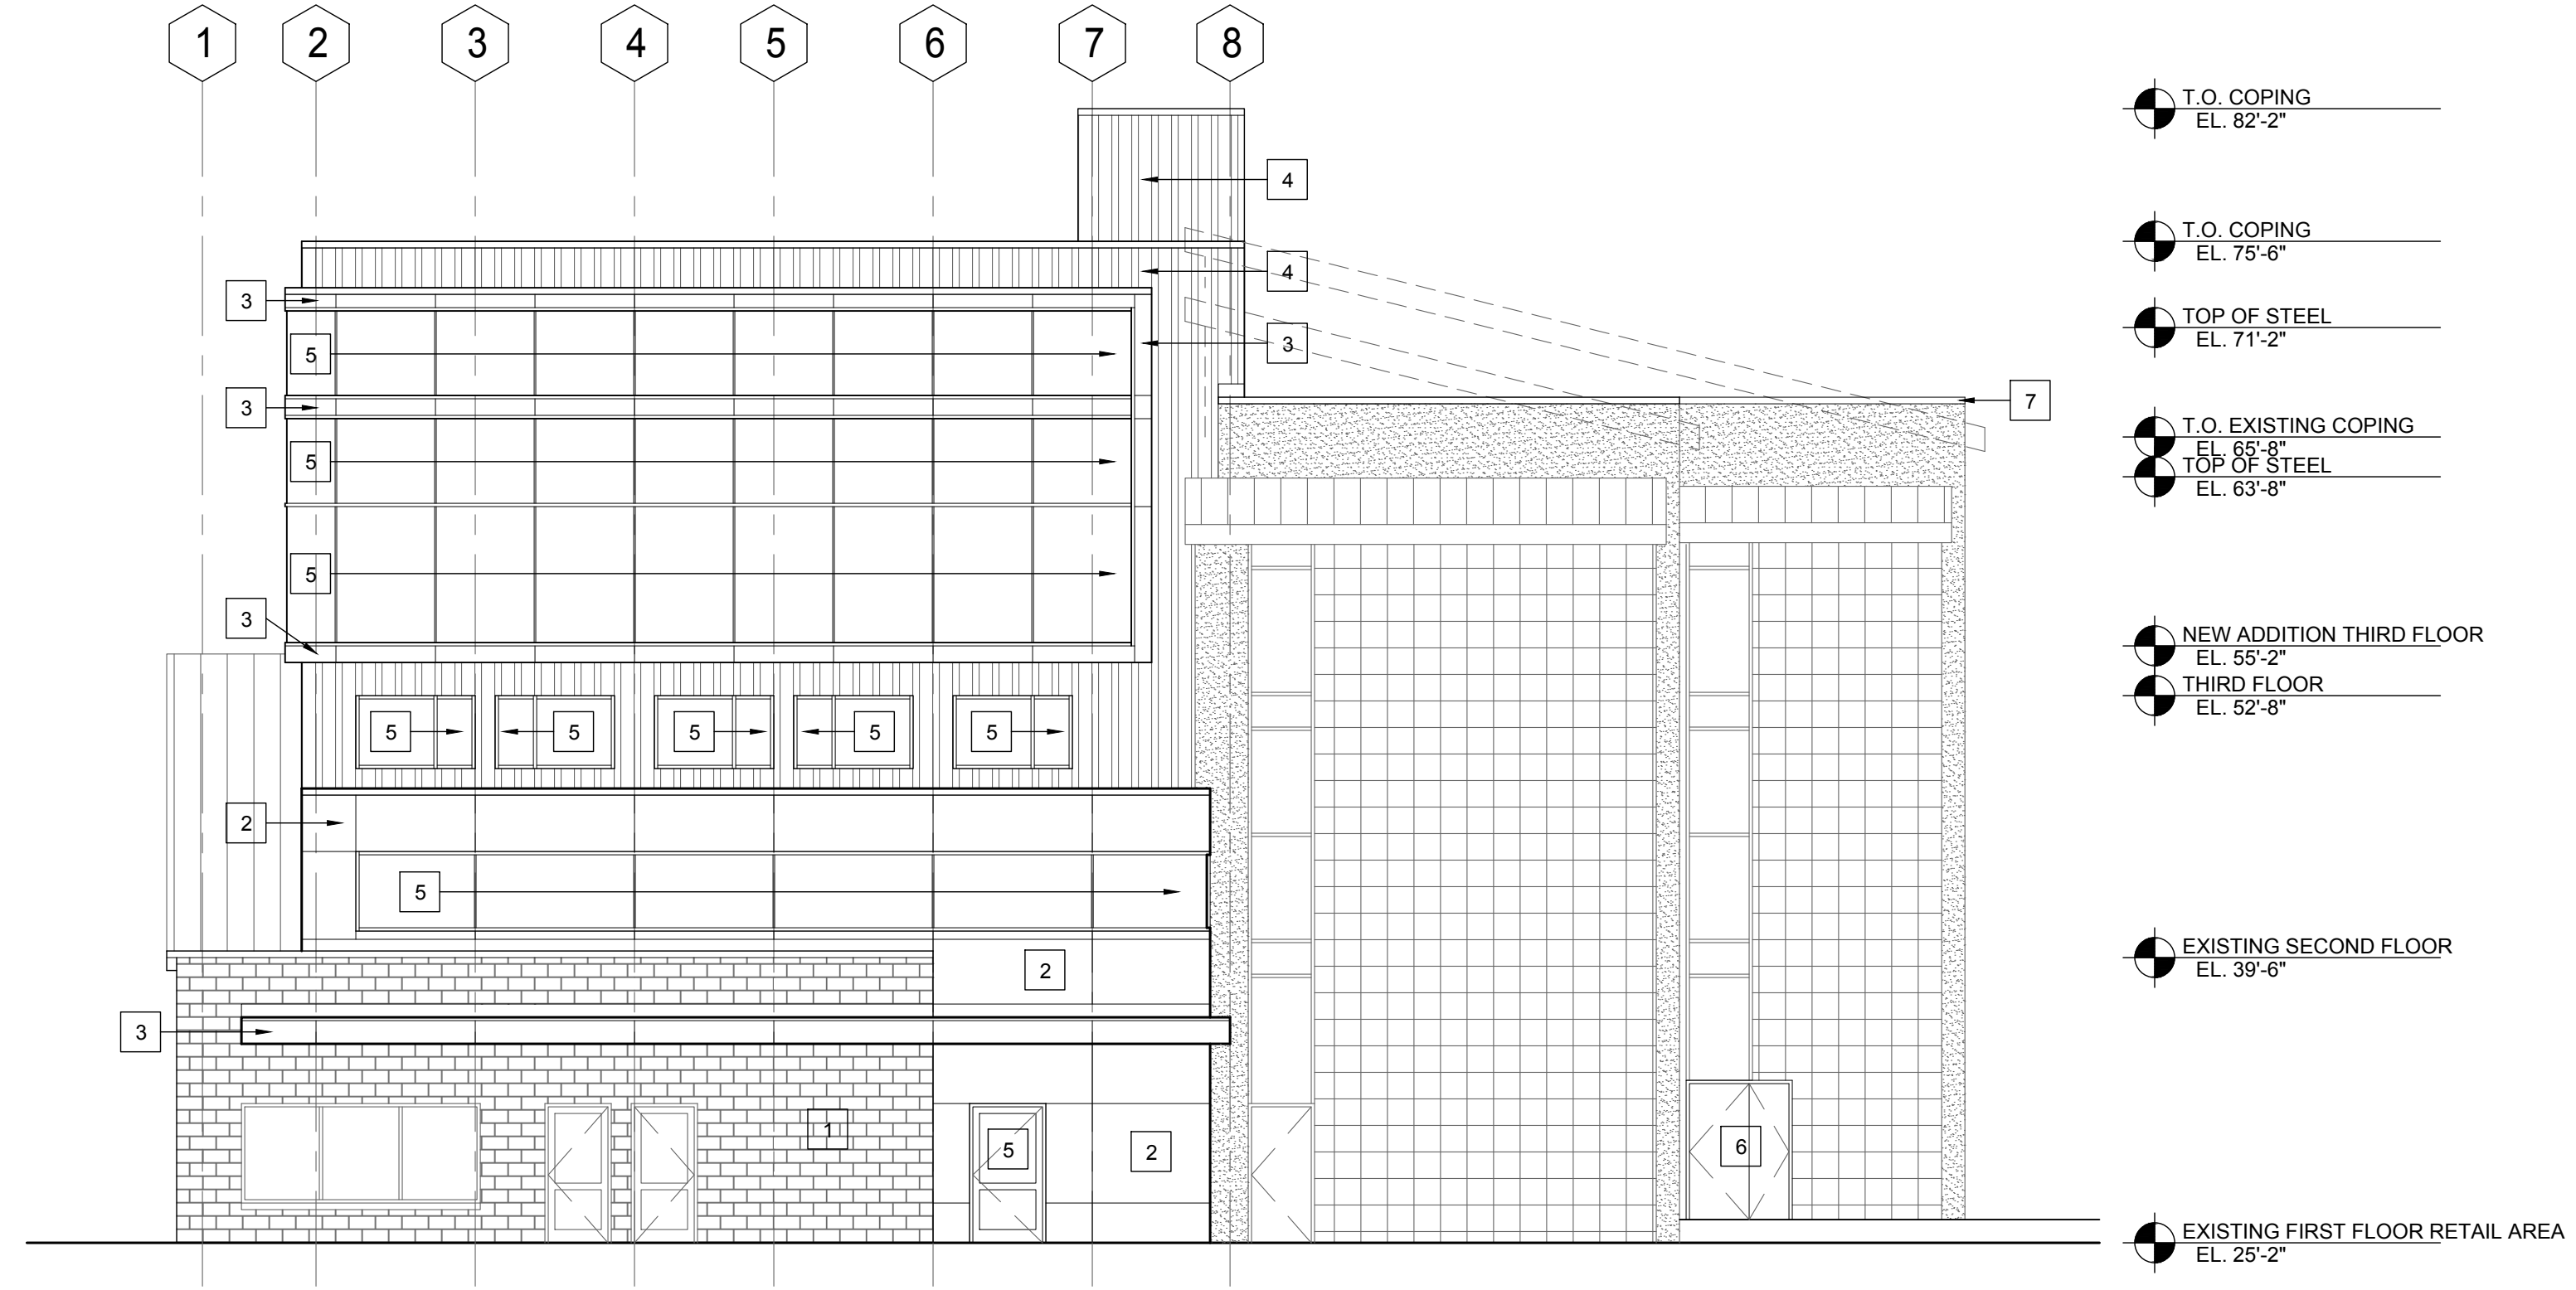 1 2 3 4 5 6 7 8
T.O. COPING
EL. 82'-2"
4
T.O. COPING
EL. 75'-6"
4
3
TOP OF STEEL
EL. 71'-2"
3
5
3
7
T.O. EXISTING COPING
EL. 65'-8"
5
TOP OF STEEL
EL. 63'-8"
5
3
NEW ADDITION THIRD FLOOR
EL. 55'-2"
THIRD FLOOR
EL. 52'-8"
5 5 5 5 5
2
5
EXISTING SECOND FLOOR
EL. 39'-6"
2
3
1
5
2
6
EXISTING FIRST FLOOR RETAIL AREA
EL. 25'-2"